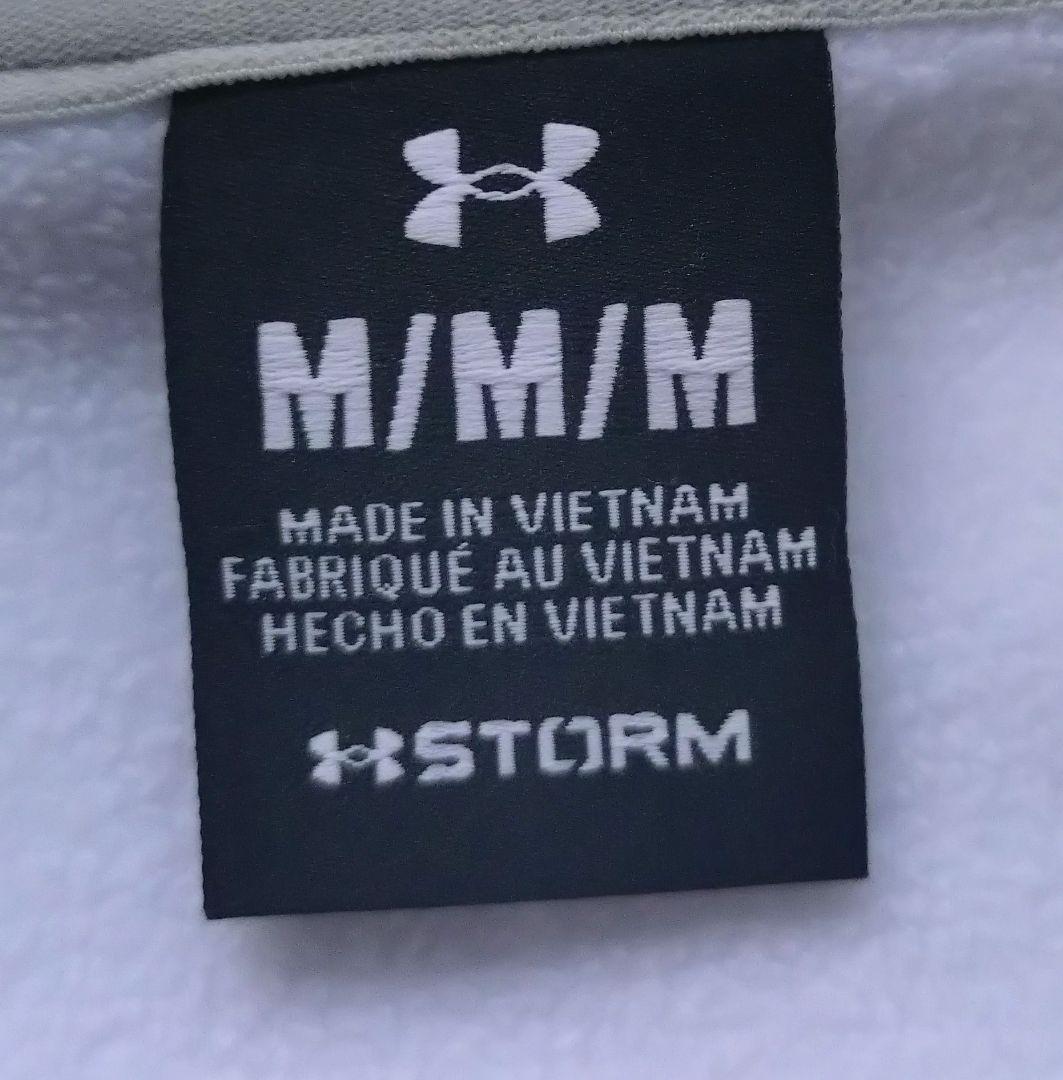 M/M/M
MADE IN VIETNAM
FABRIQUÉ AU VIETNAM
HECHO EN VIETNAM
STORM